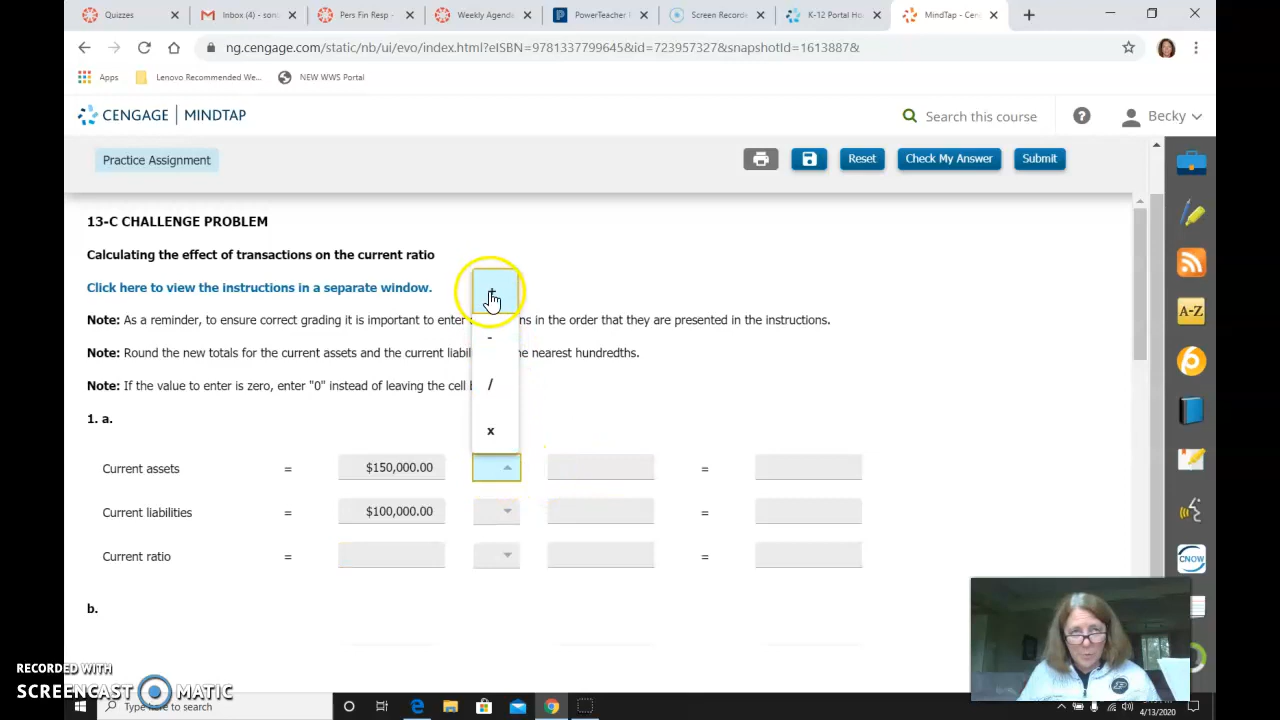 Quizzes
Inbox (4) - son
Pers Fin Resp -
Weekly Agenda
PowerTeacher
Screen Recorde
K-12 Portal Ho
MindTap - Cen
ng.cengage.com/static/nb/ui/evo/index.html?eISBN=9781337799645&id=723957327&snapshotId=1613887&
Apps
Lenovo Recommended We...
NEW WWS Portal
CENGAGE | MINDTAP
Search this course
?
Becky
Practice Assignment
Reset
Check My Answer
Submit
A-Z
13-C CHALLENGE PROBLEM
Calculating the effect of transactions on the current ratio
Click here to view the instructions in a separate window.
+
Note: As a reminder, to ensure correct grading it is important to enter ns in the order that they are presented in the instructions.
-
Note: Round the new totals for the current assets and the current liabil e nearest hundredths.
/
Note: If the value to enter is zero, enter "0" instead of leaving the cell
x
1. a.
Current assets = $150,000.00 =
Current liabilities = $100,000.00 =
Current ratio = =
b.
CNOW
RECORDED WITH
SCREENCAST MATIC
Type here to search
4/13/2020